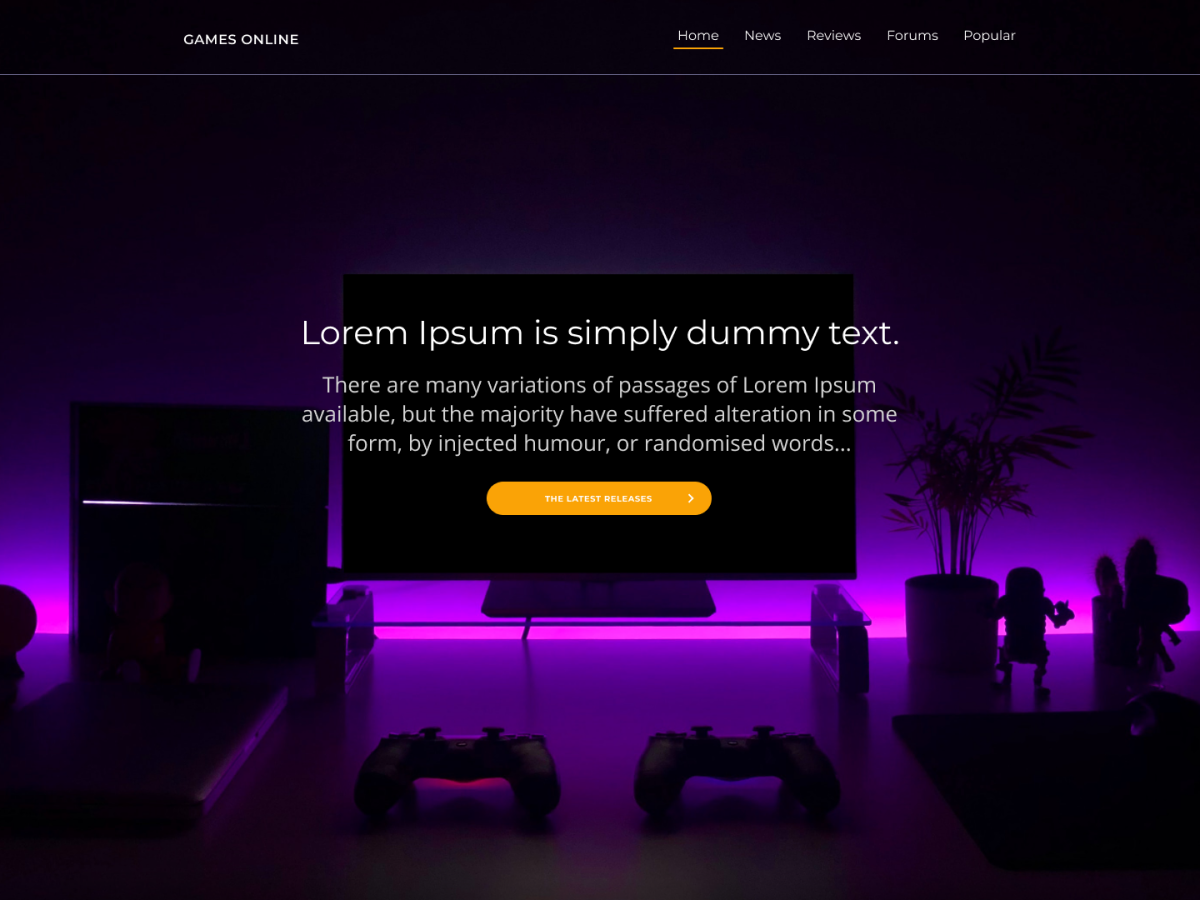 GAMES ONLINE
Home News Reviews Forums Popular
Lorem Ipsum is simply dummy text.
There are many variations of passages of Lorem Ipsum
available, but the majority have suffered alteration in some
form, by injected humour, or randomised words...
THE LATEST RELEASES